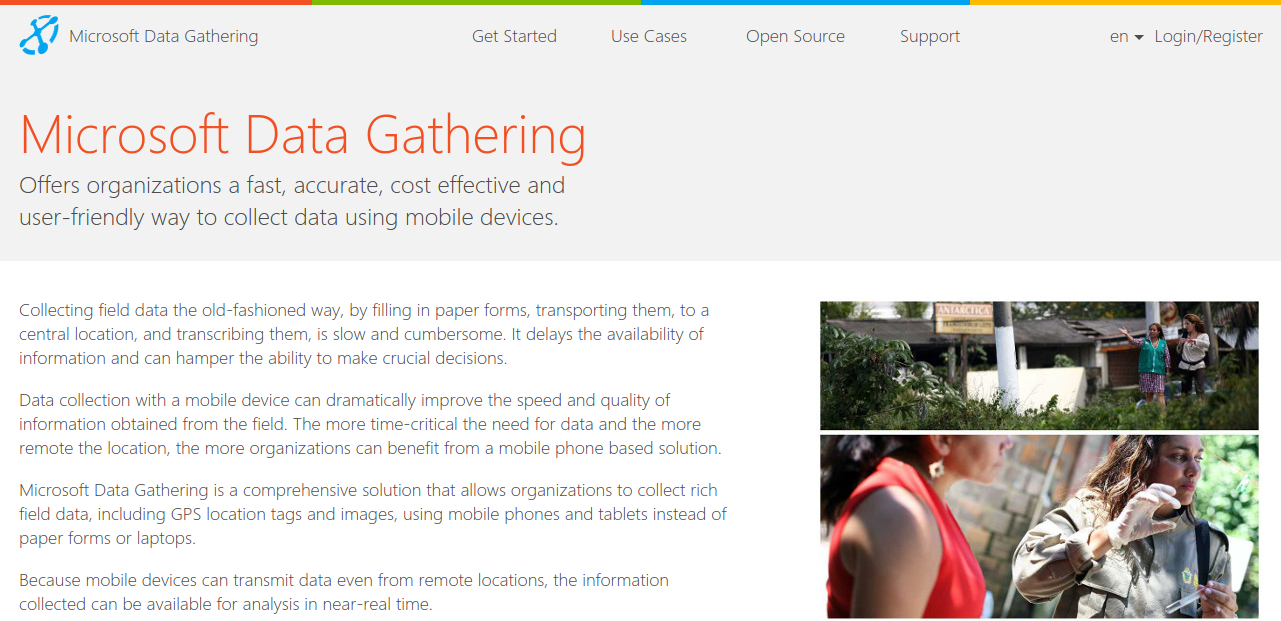 Microsoft Data Gathering
Get Started
Use Cases
Open Source
Support
en
Login/Register
Microsoft Data Gathering
Offers organizations a fast, accurate, cost effective and
user-friendly way to collect data using mobile devices.
Collecting field data the old-fashioned way, by filling in paper forms, transporting them, to a
central location, and transcribing them, is slow and cumbersome. It delays the availability of
information and can hamper the ability to make crucial decisions.
Data collection with a mobile device can dramatically improve the speed and quality of
information obtained from the field. The more time-critical the need for data and the more
remote the location, the more organizations can benefit from a mobile phone based solution.
Microsoft Data Gathering is a comprehensive solution that allows organizations to collect rich
field data, including GPS location tags and images, using mobile phones and tablets instead of
paper forms or laptops.
Because mobile devices can transmit data even from remote locations, the information
collected can be available for analysis in near-real time.
ANTARCTICA